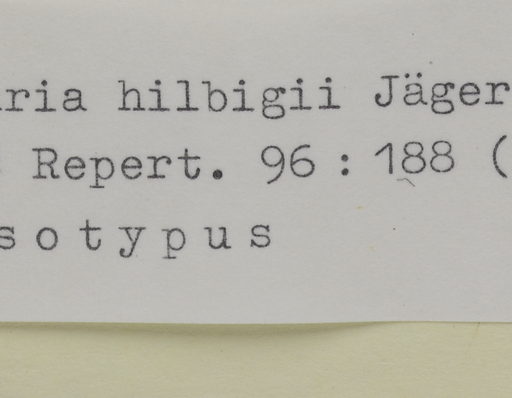 ria hilbigii Jäger
Repert. 96 : 188 (
sotypus